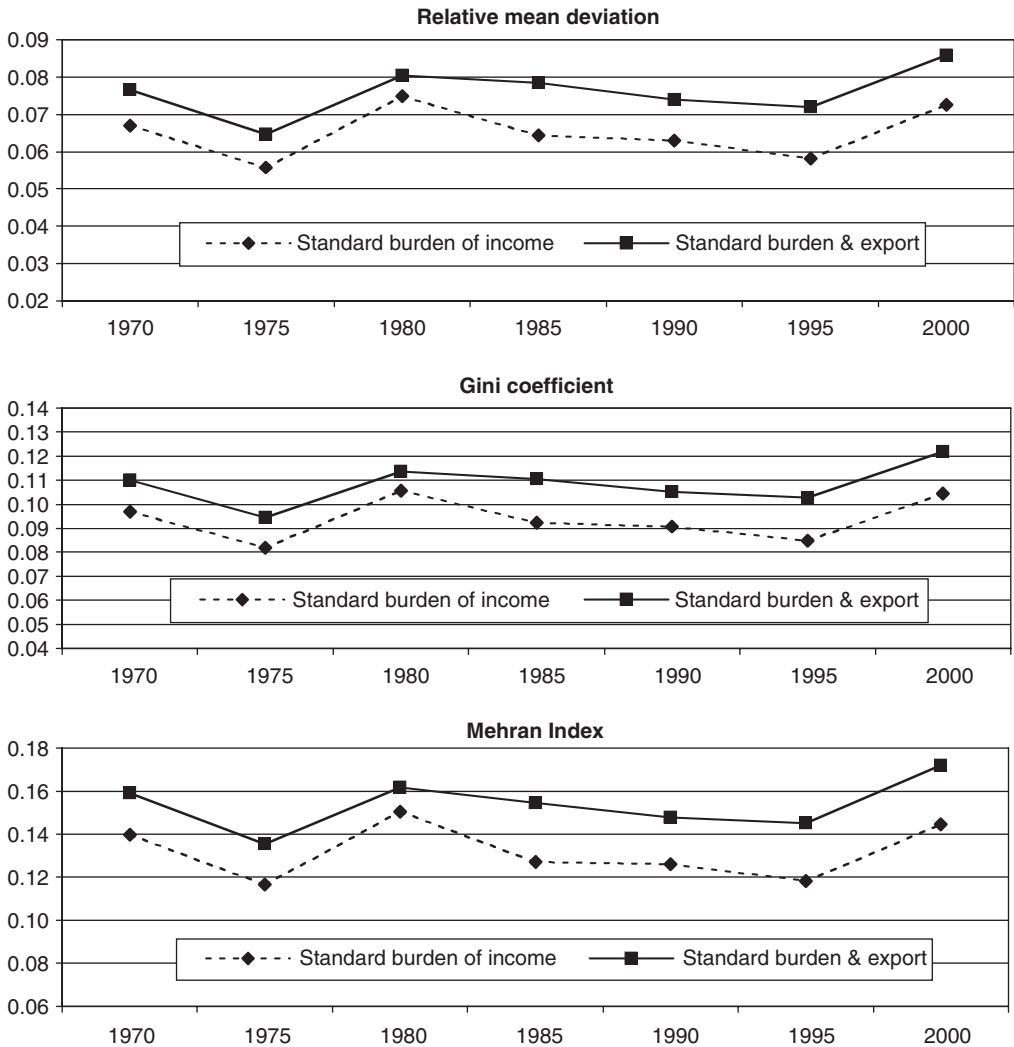 Relative mean deviation
0.09
0.08
0.07
0.06
0.05
0.04
0.03
0.02
Standard burden of income Standard burden & export
1970 1975 1980 1985 1990 1995 2000
Gini coefficient
0.14
0.13
0.12
0.11
0.10
0.09
0.08
0.07
0.06
0.05
0.04
Standard burden of income Standard burden & export
1970 1975 1980 1985 1990 1995 2000
Mehran Index
0.18
0.16
0.14
0.12
0.10
0.08
0.06
Standard burden of income Standard burden & export
1970 1975 1980 1985 1990 1995 2000